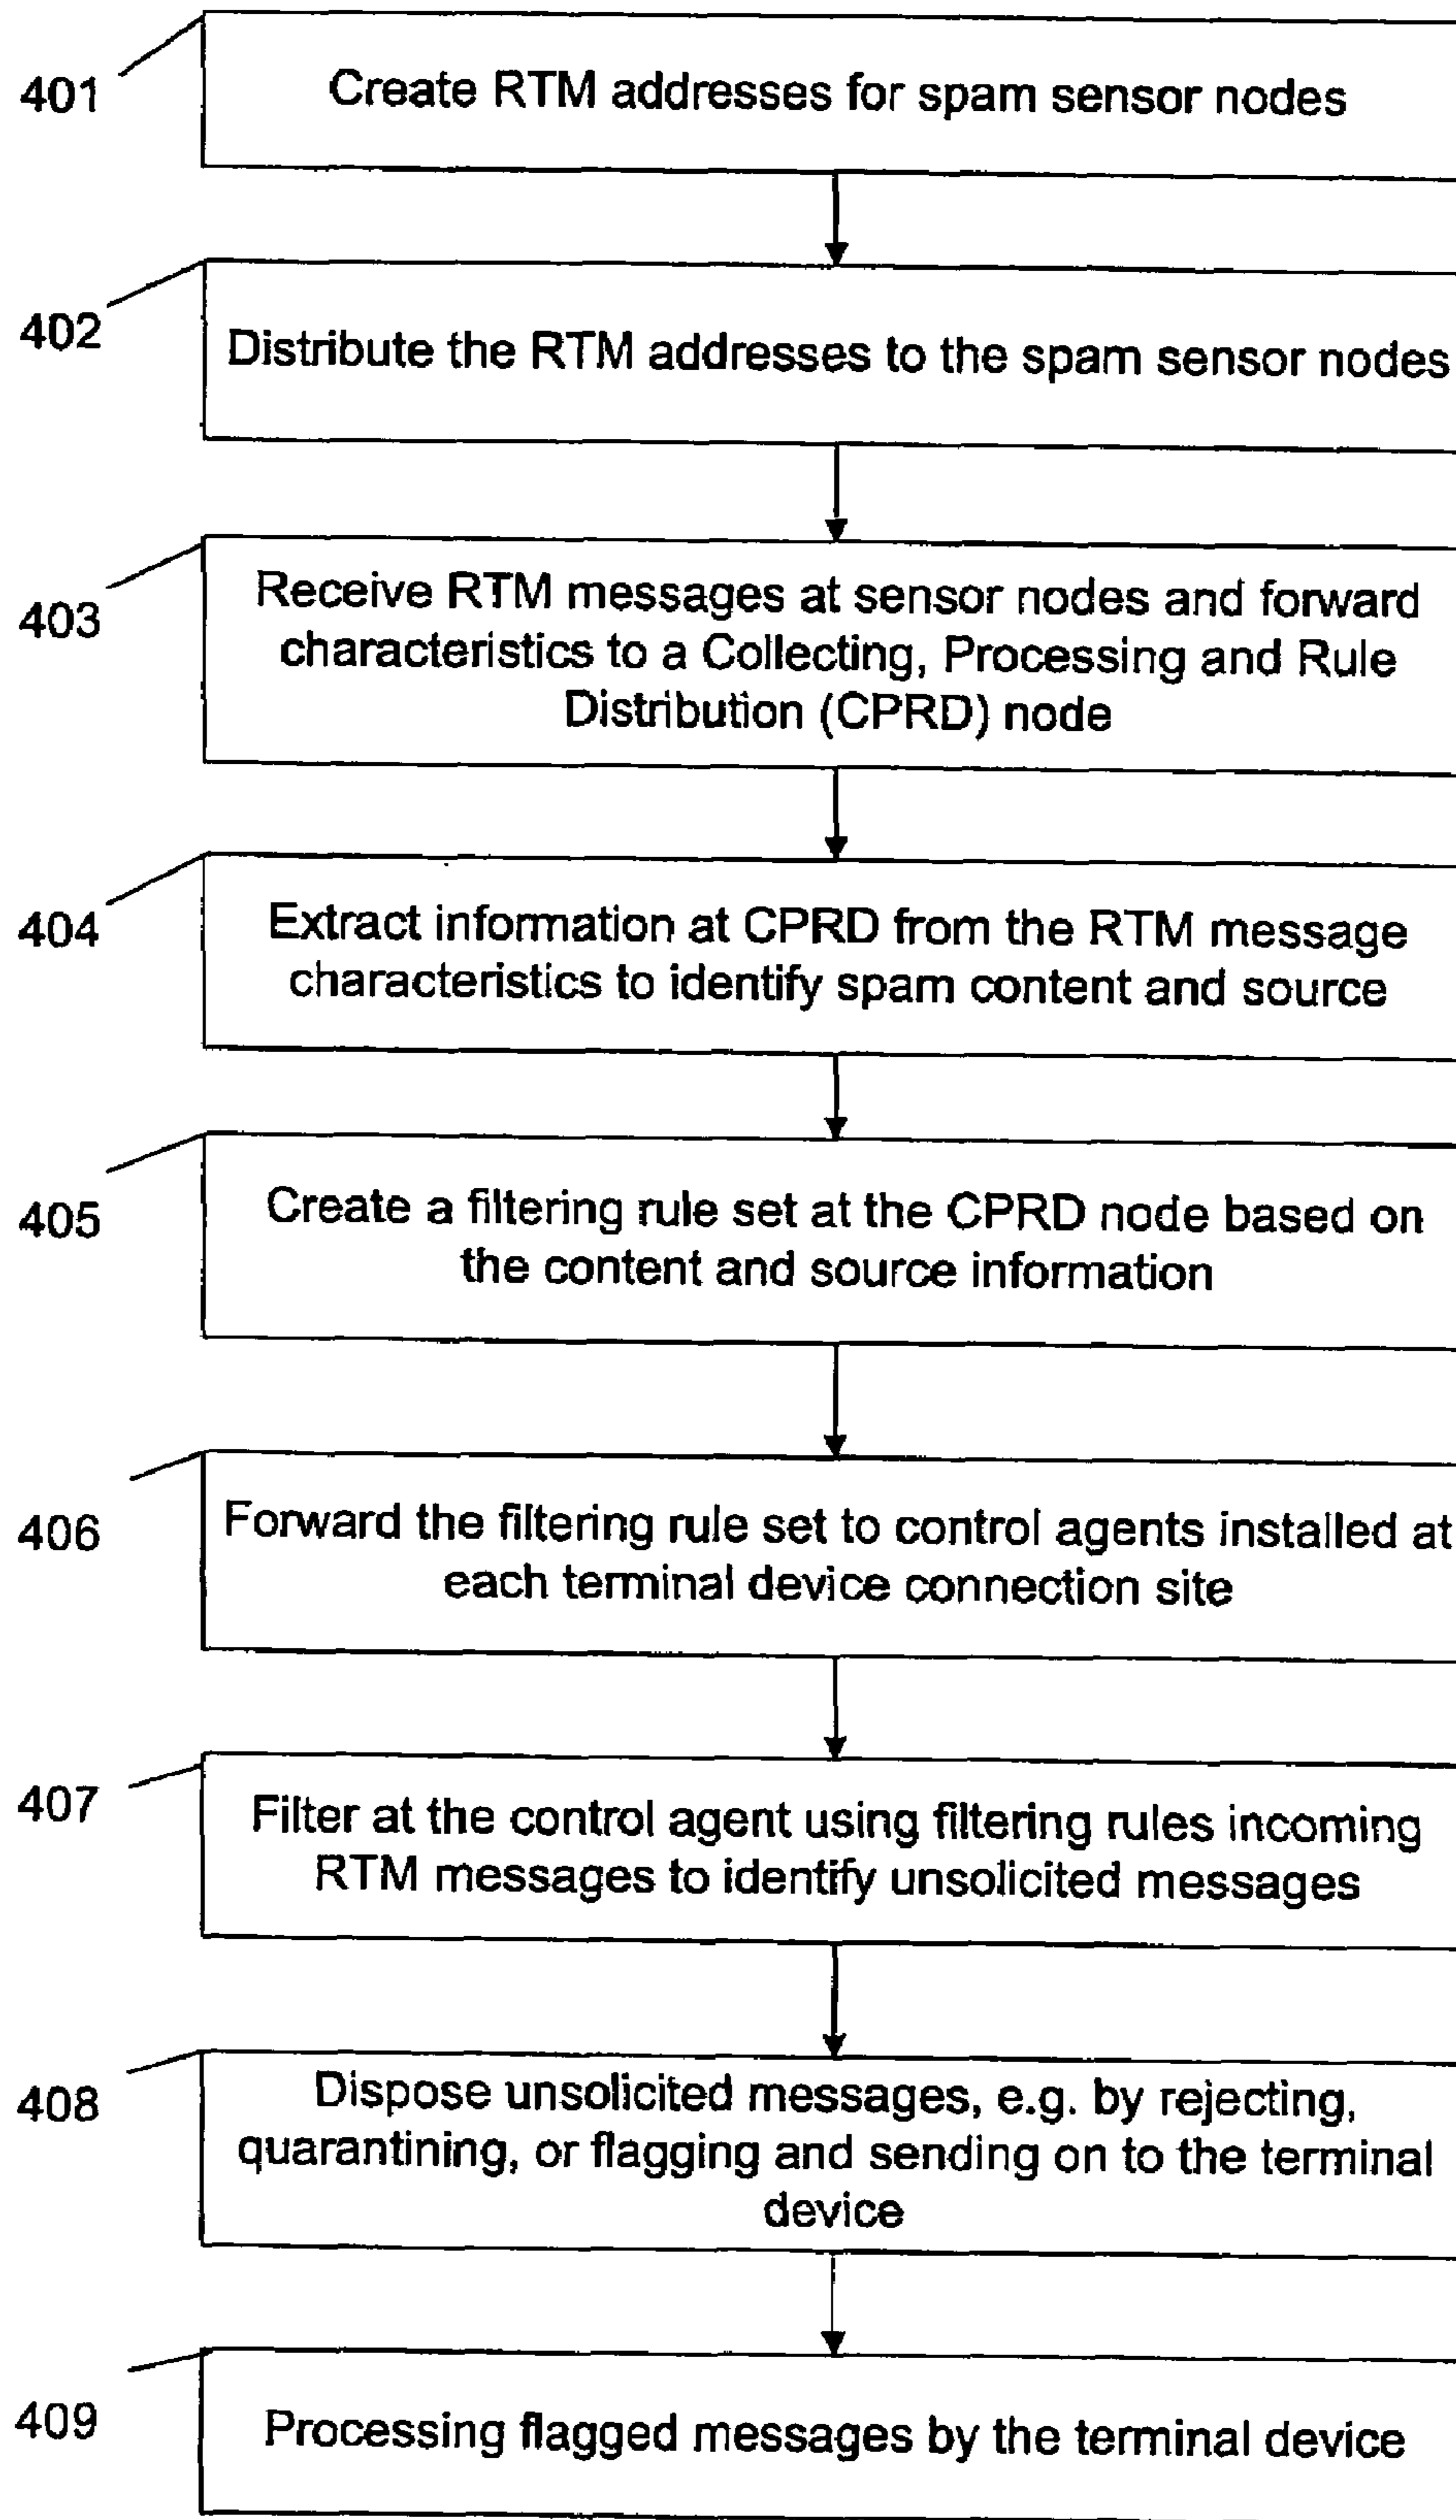 401
Create RTM addresses for spam sensor nodes
402
Distribute the RTM addresses to the spam sensor nodes
403
Receive RTM messages at sensor nodes and forward
characteristics to a Collecting, Processing and Rule
Distribution (CPRD) node
404
Extract information at CPRD from the RTM message
characteristics to identify spam content and source
405
Create a filtering rule set at the CPRD node based on
the content and source information
406
Forward the filtering rule set to control agents installed at
each terminal device connection site
407
Filter at the control agent using filtering rules incoming
RTM messages to identify unsolicited messages
408
Dispose unsolicited messages, e.g. by rejecting,
quarantining, or flagging and sending on to the terminal
device
409
Processing flagged messages by the terminal device